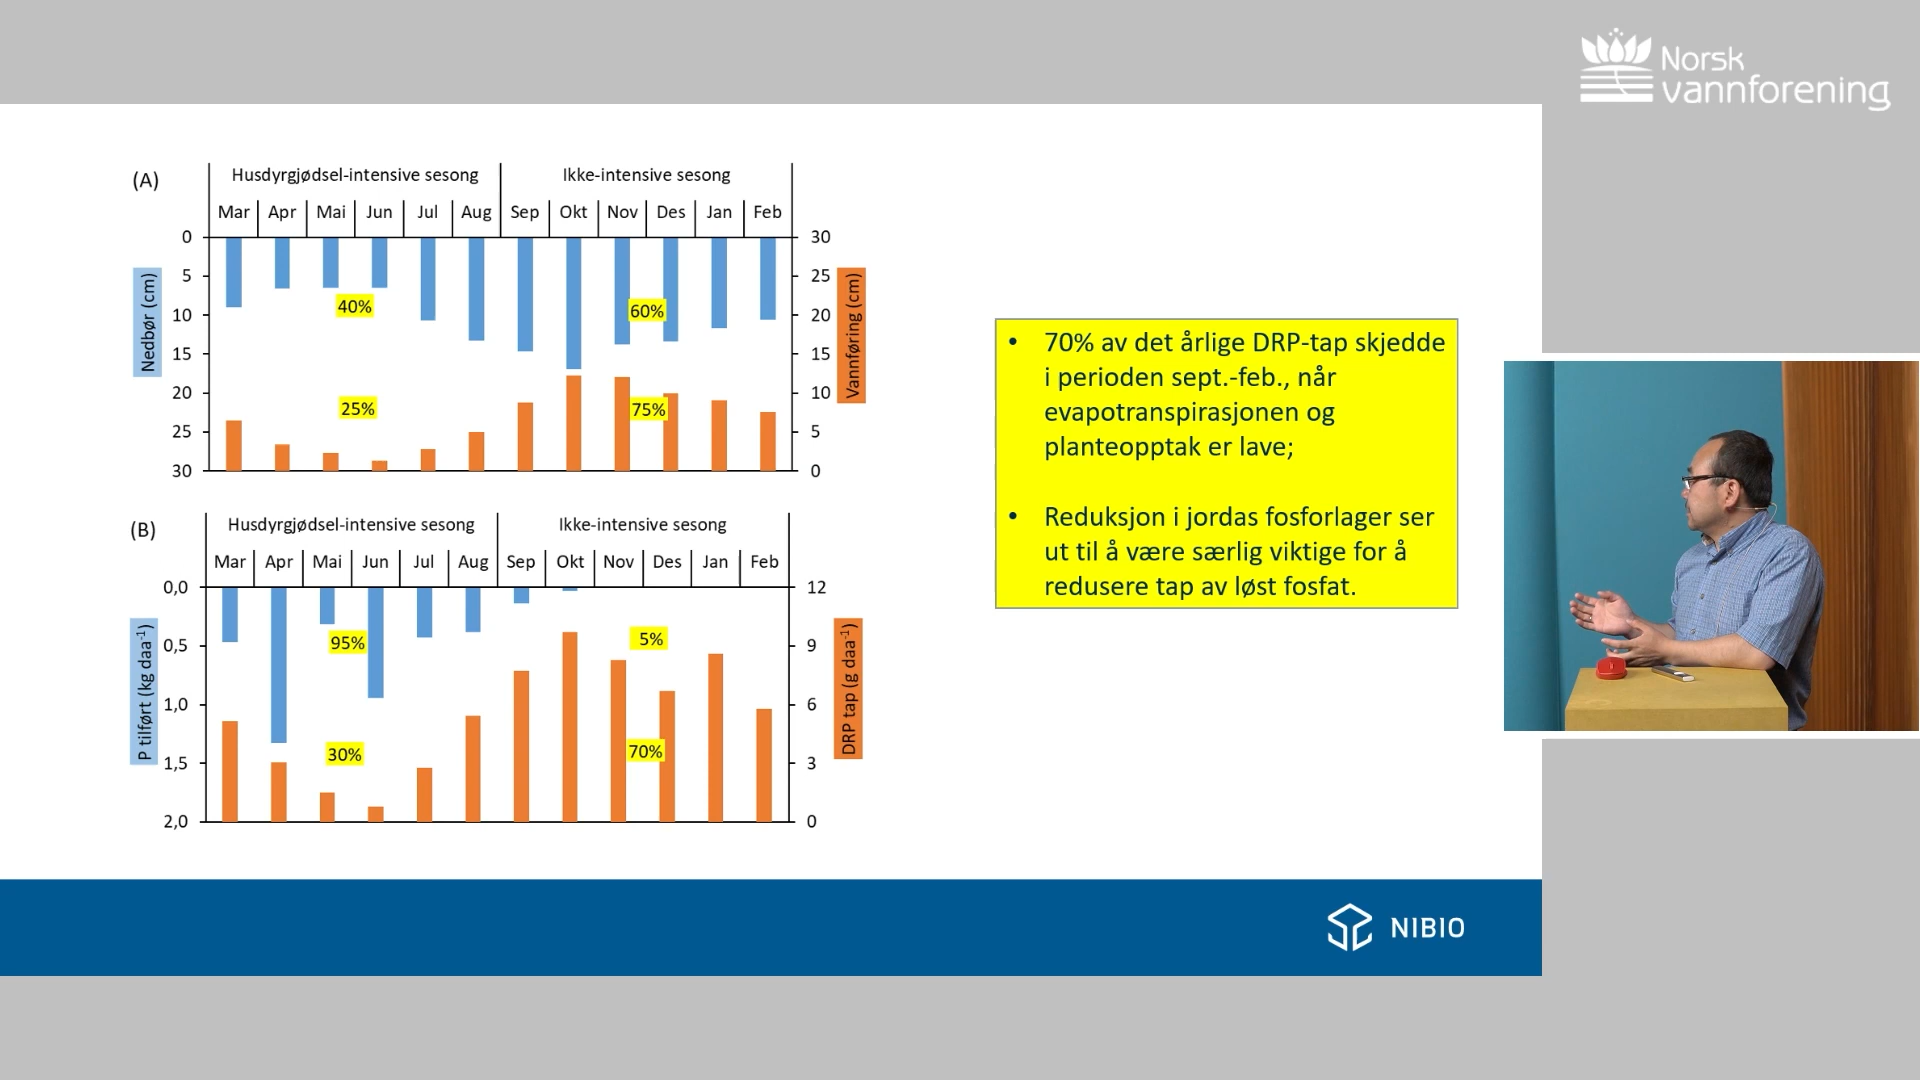 Norsk
vannforening
(A)
Husdyrgjødsel-intensive sesong
Ikke-intensive sesong
Mar Apr Mai Jun Jul Aug Sep Okt Nov Des Jan Feb
0
5
10
15
20
25
30
Nedbør (cm)
40%
60%
25%
75%
30
25
20
15
10
5
0
Vannføring (cm)
(B)
Husdyrgjødsel-intensive sesong
Ikke-intensive sesong
Mar Apr Mai Jun Jul Aug Sep Okt Nov Des Jan Feb
0,0
0,5
1,0
1,5
2,0
P tilført (kg daa⁻¹)
95%
5%
30%
70%
12
9
6
3
0
DRP tap (g daa⁻¹)
• 70% av det årlige DRP-tap skjedde
i perioden sept.-feb., når
evapotranspirasjonen og
planteopptak er lave;
• Reduksjon i jordas fosforlager ser
ut til å være særlig viktige for å
redusere tap av løst fosfat.
NIBIO